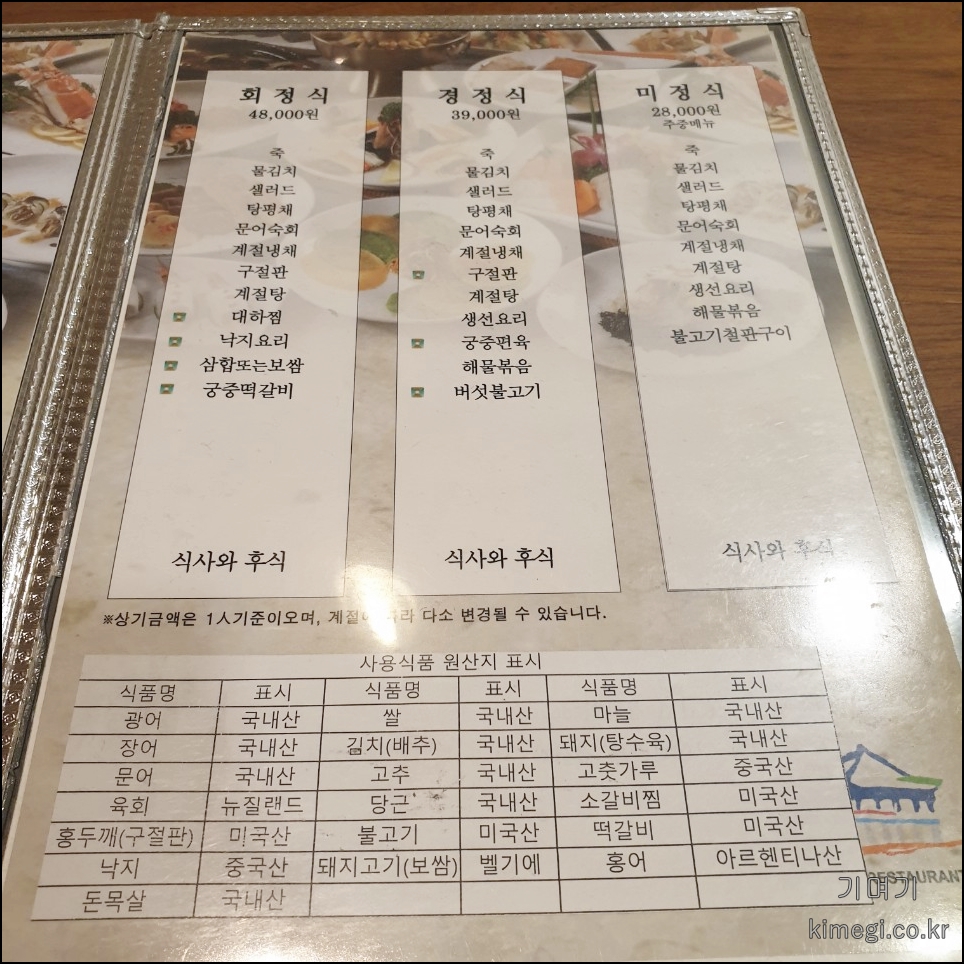 회정식
48,000원
죽
물김치
샐러드
탕평채
문어숙회
계절냉채
구절판
계절탕
대하찜
낙지요리
삼합또는보쌈
궁중떡갈비
식사와 후식
경정식
39,000원
죽
물김치
샐러드
탕평채
문어숙회
계절냉채
구절판
계절탕
생선요리
궁중편육
해물볶음
버섯불고기
식사와 후식
미정식
28,000원
주중메뉴
죽
물김치
샐러드
탕평채
문어숙회
계절냉채
계절탕
생선요리
해물볶음
불고기철판구이
식사와 후식
※상기금액은 1人기준이오며, 다소 변경될 수 있습니다.
사용식품 원산지 표시
식품명 표시 식품명 표시 식품명 표시
광어 국내산 쌀 국내산 마늘 국내산
장어 국내산 김치(배추) 국내산 돼지(탕수육) 국내산
문어 국내산 고추 국내산 고춧가루 중국산
육회 뉴질랜드 당근 국내산 소갈비찜 미국산
홍두깨(구절판) 미국산 불고기 미국산 떡갈비 미국산
낙지 중국산 돼지고기(보쌈) 벨기에 홍어 아르헨티나산
돈목살 국내산
RESTAURANT
기며기
kimegi.co.kr